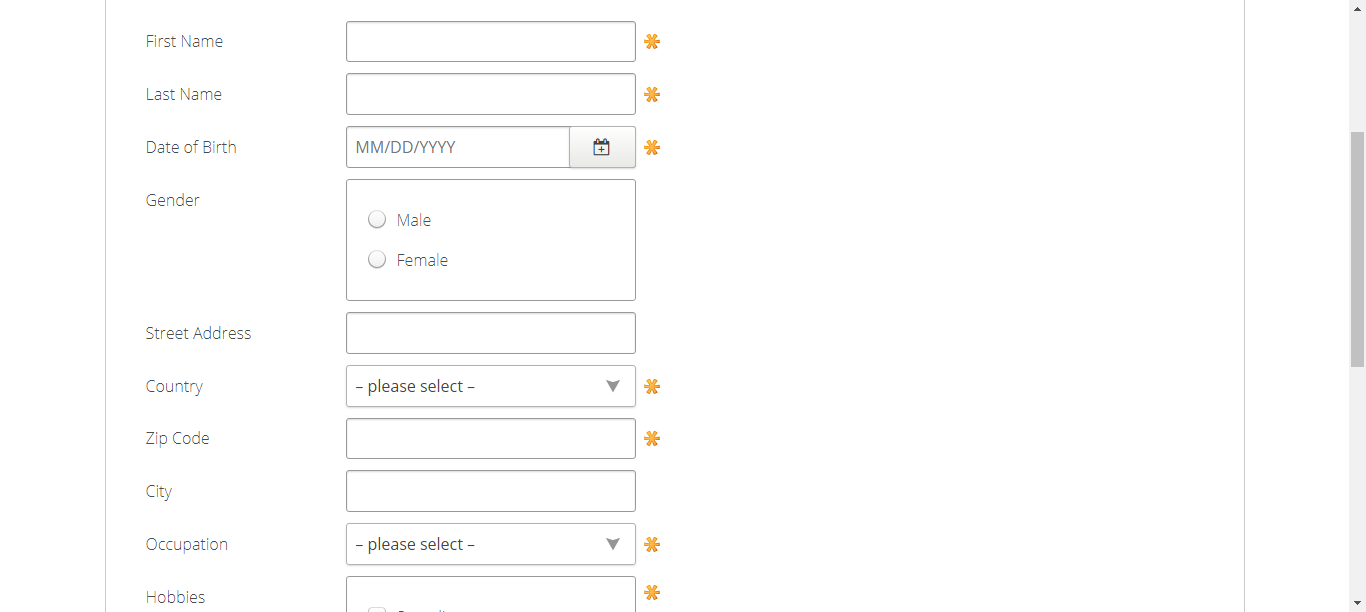 First Name
Last Name
Date of Birth MM/DD/YYYY
Gender
Male
Female
Street Address
Country – please select –
Zip Code
City
Occupation – please select –
Hobbies